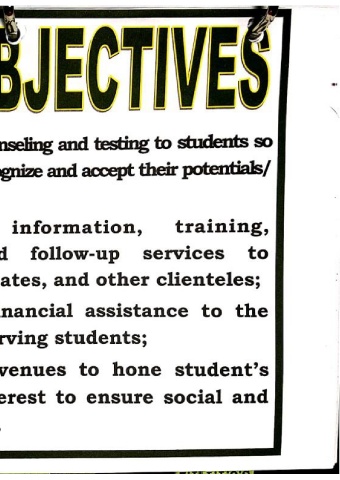 BJECTIVES
nseling and testing to students so
ognize and accept their potentials/
information, training,
d follow-up services to
ates, and other clienteles;
nancial assistance to the
rving students;
venues to hone student's
erest to ensure social and